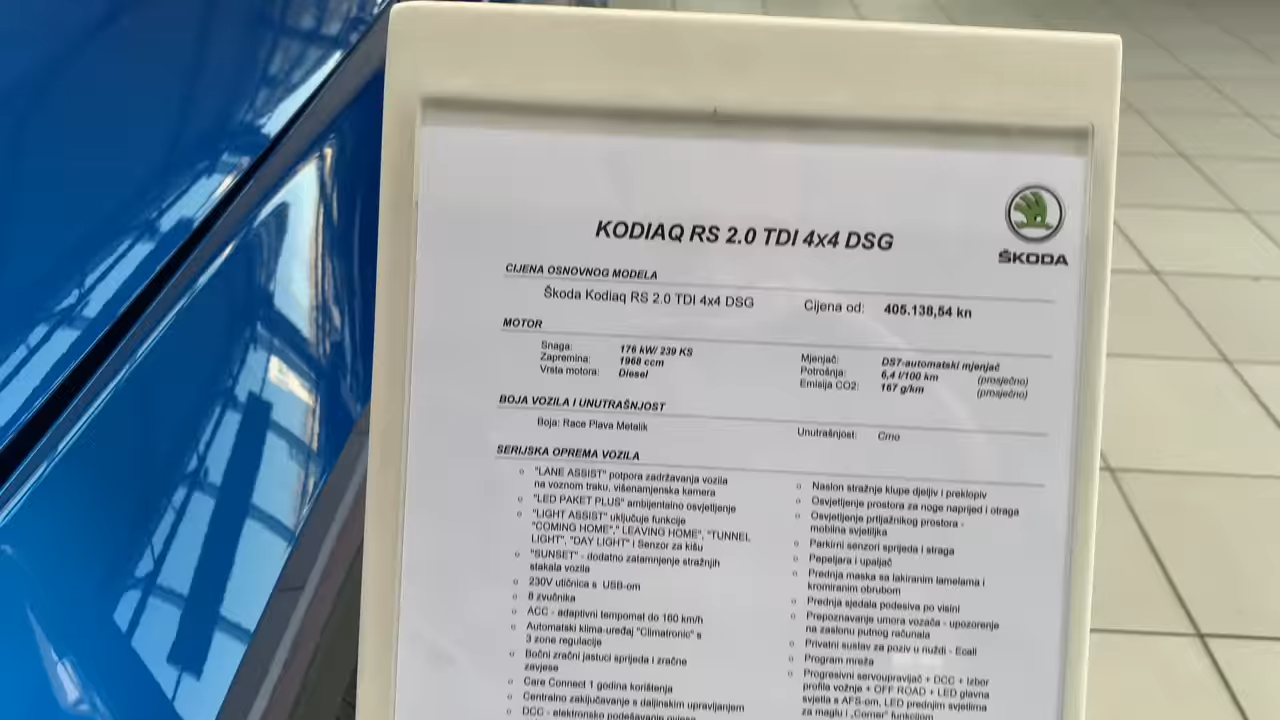 KODIAQ RS 2.0 TDI 4x4 DSG
ŠKODA
CIJENA OSNOVNOG MODELA
Škoda Kodiaq RS 2.0 TDI 4x4 DSG Cijena od: 405.138,54 kn
MOTOR
Snaga: 176 kW/ 239 KS
Zapremina: 1968 ccm
Vrsta motora: Diesel
Mjenjač: DS7-automatski mjenjač
Potrošnja: 6,4 l/100 km (prosječno)
Emisija CO2: 167 g/km (prosječno)
BOJA VOZILA I UNUTRAŠNJOST
Boja: Race Plava Metalik Unutrašnjost: Crno
SERIJSKA OPREMA VOZILA
"LANE ASSIST" potpora zadržavanja vozila
na voznom traku, višenamjenska kamera
"LED PAKET PLUS" ambijentalno osvjetljenje
"LIGHT ASSIST" uključuje funkcije
"COMING HOME"," LEAVING HOME", "TUNNEL
LIGHT", "DAY LIGHT" i Senzor za kišu
"SUNSET" - dodatno zatamnjenje stražnjih
stakala vozila
230V utičnica s USB-om
8 zvučnika
ACC - adaptivni tempomat do 160 km/h
Automatski klima-uređaj "Climatronic" s
3 zone regulacije
Bočni zračni jastuci sprijeda i zračne
zavjese
Care Connect 1 godina korištenja
Centralno zaključavanje s daljinskim upravljanjem
DCC - elektronsko podešavanje ovjesa
Naslon stražnje klupe djeljiv i preklopiv
Osvjetljenje prostora za noge naprijed i otraga
Osvjetljenje prtljažnikog prostora -
mobilna svjetiljka
Parkirni senzori sprijeda i straga
Pepeljara i upaljač
Prednja maska sa lakiranim lamelama i
kromiranim obrubom
Prednja sjedala podesiva po visini
Prepoznavanje umora vozača - upozorenje
na zaslonu putnog računala
Privatni sustav za poziv u nuždi - Ecall
Program mreža
Progresivni servoupravljač + DCC + Izbor
profila vožnje + OFF ROAD + LED glavna
svjetla s AFS-om, LED prednjim svjetlima
za maglu i „Corner" funkcijom